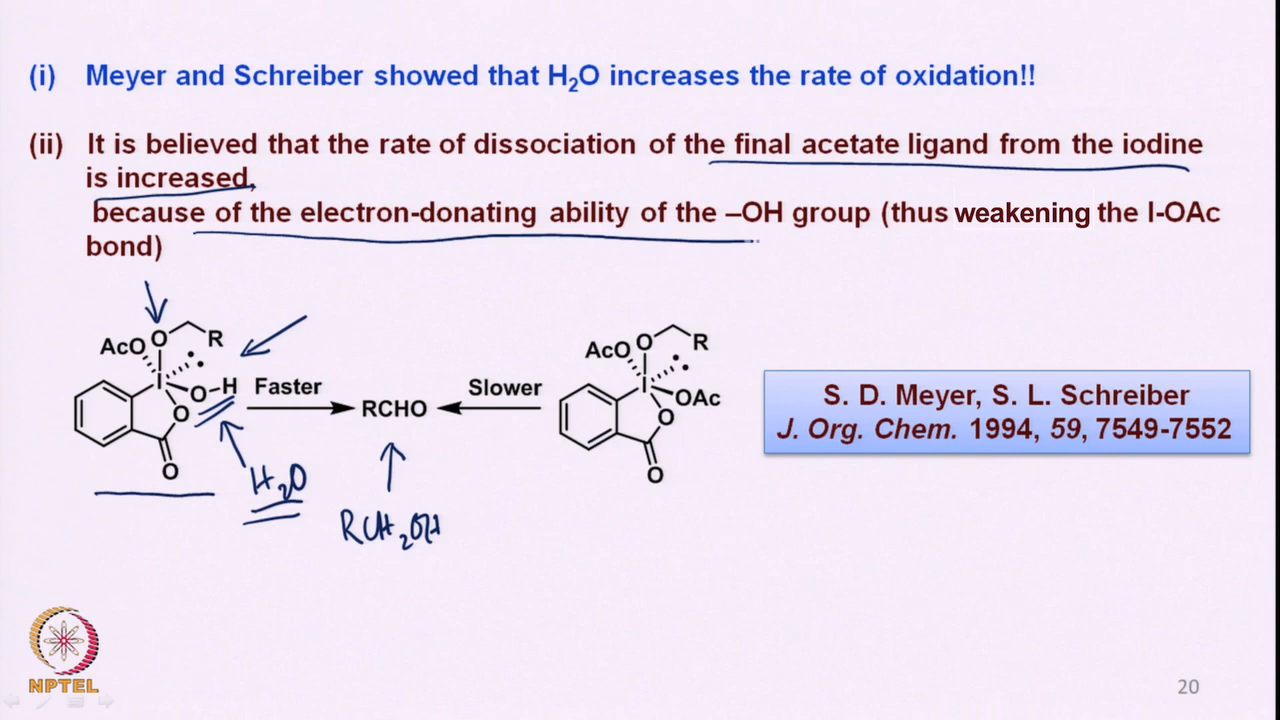 (i) Meyer and Schreiber showed that H₂O increases the rate of oxidation!!
(ii) It is believed that the rate of dissociation of the final acetate ligand from the iodine
is increased,
because of the electron-donating ability of the –OH group (thus weakening the I-OAc
bond)
AcO O R
I O–H
O
O
Faster
RCHO
Slower
AcO O R
I OAc
O
O
S. D. Meyer, S. L. Schreiber
J. Org. Chem. 1994, 59, 7549-7552
H₂O
RCH₂OH
NPTEL
20